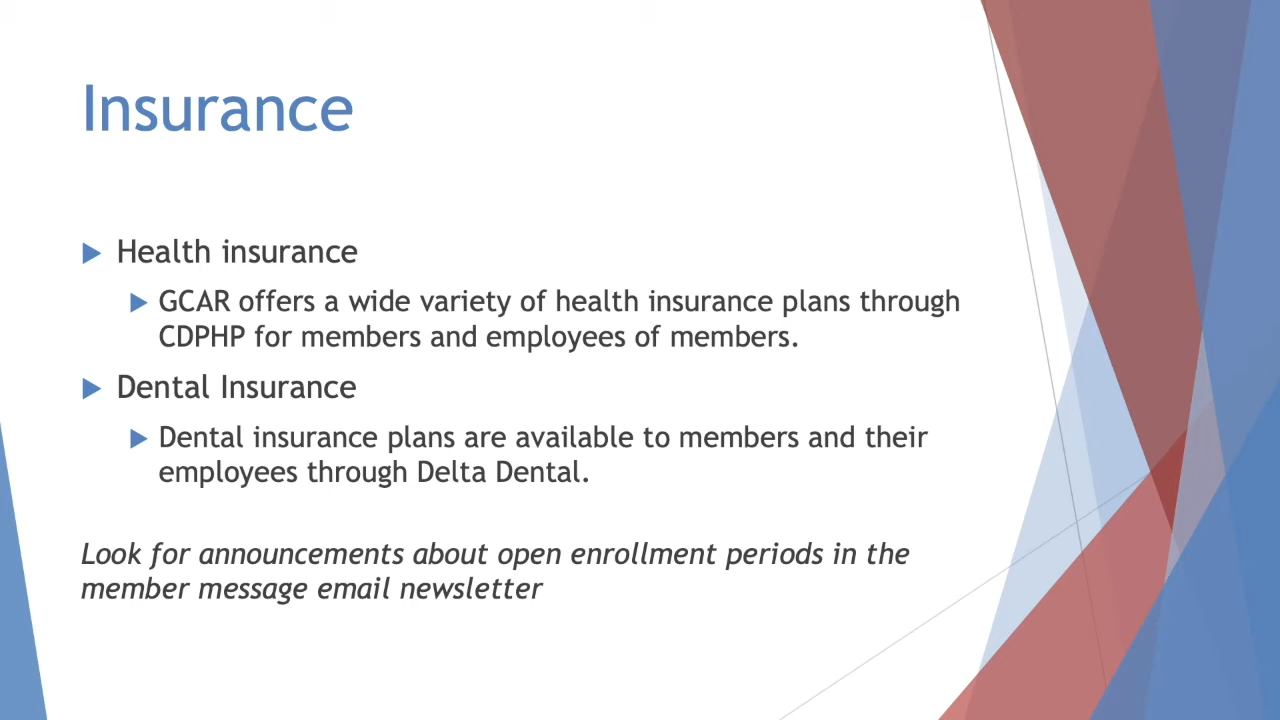 Insurance
Health insurance
GCAR offers a wide variety of health insurance plans through
CDPHP for members and employees of members.
Dental Insurance
Dental insurance plans are available to members and their
employees through Delta Dental.
Look for announcements about open enrollment periods in the
member message email newsletter